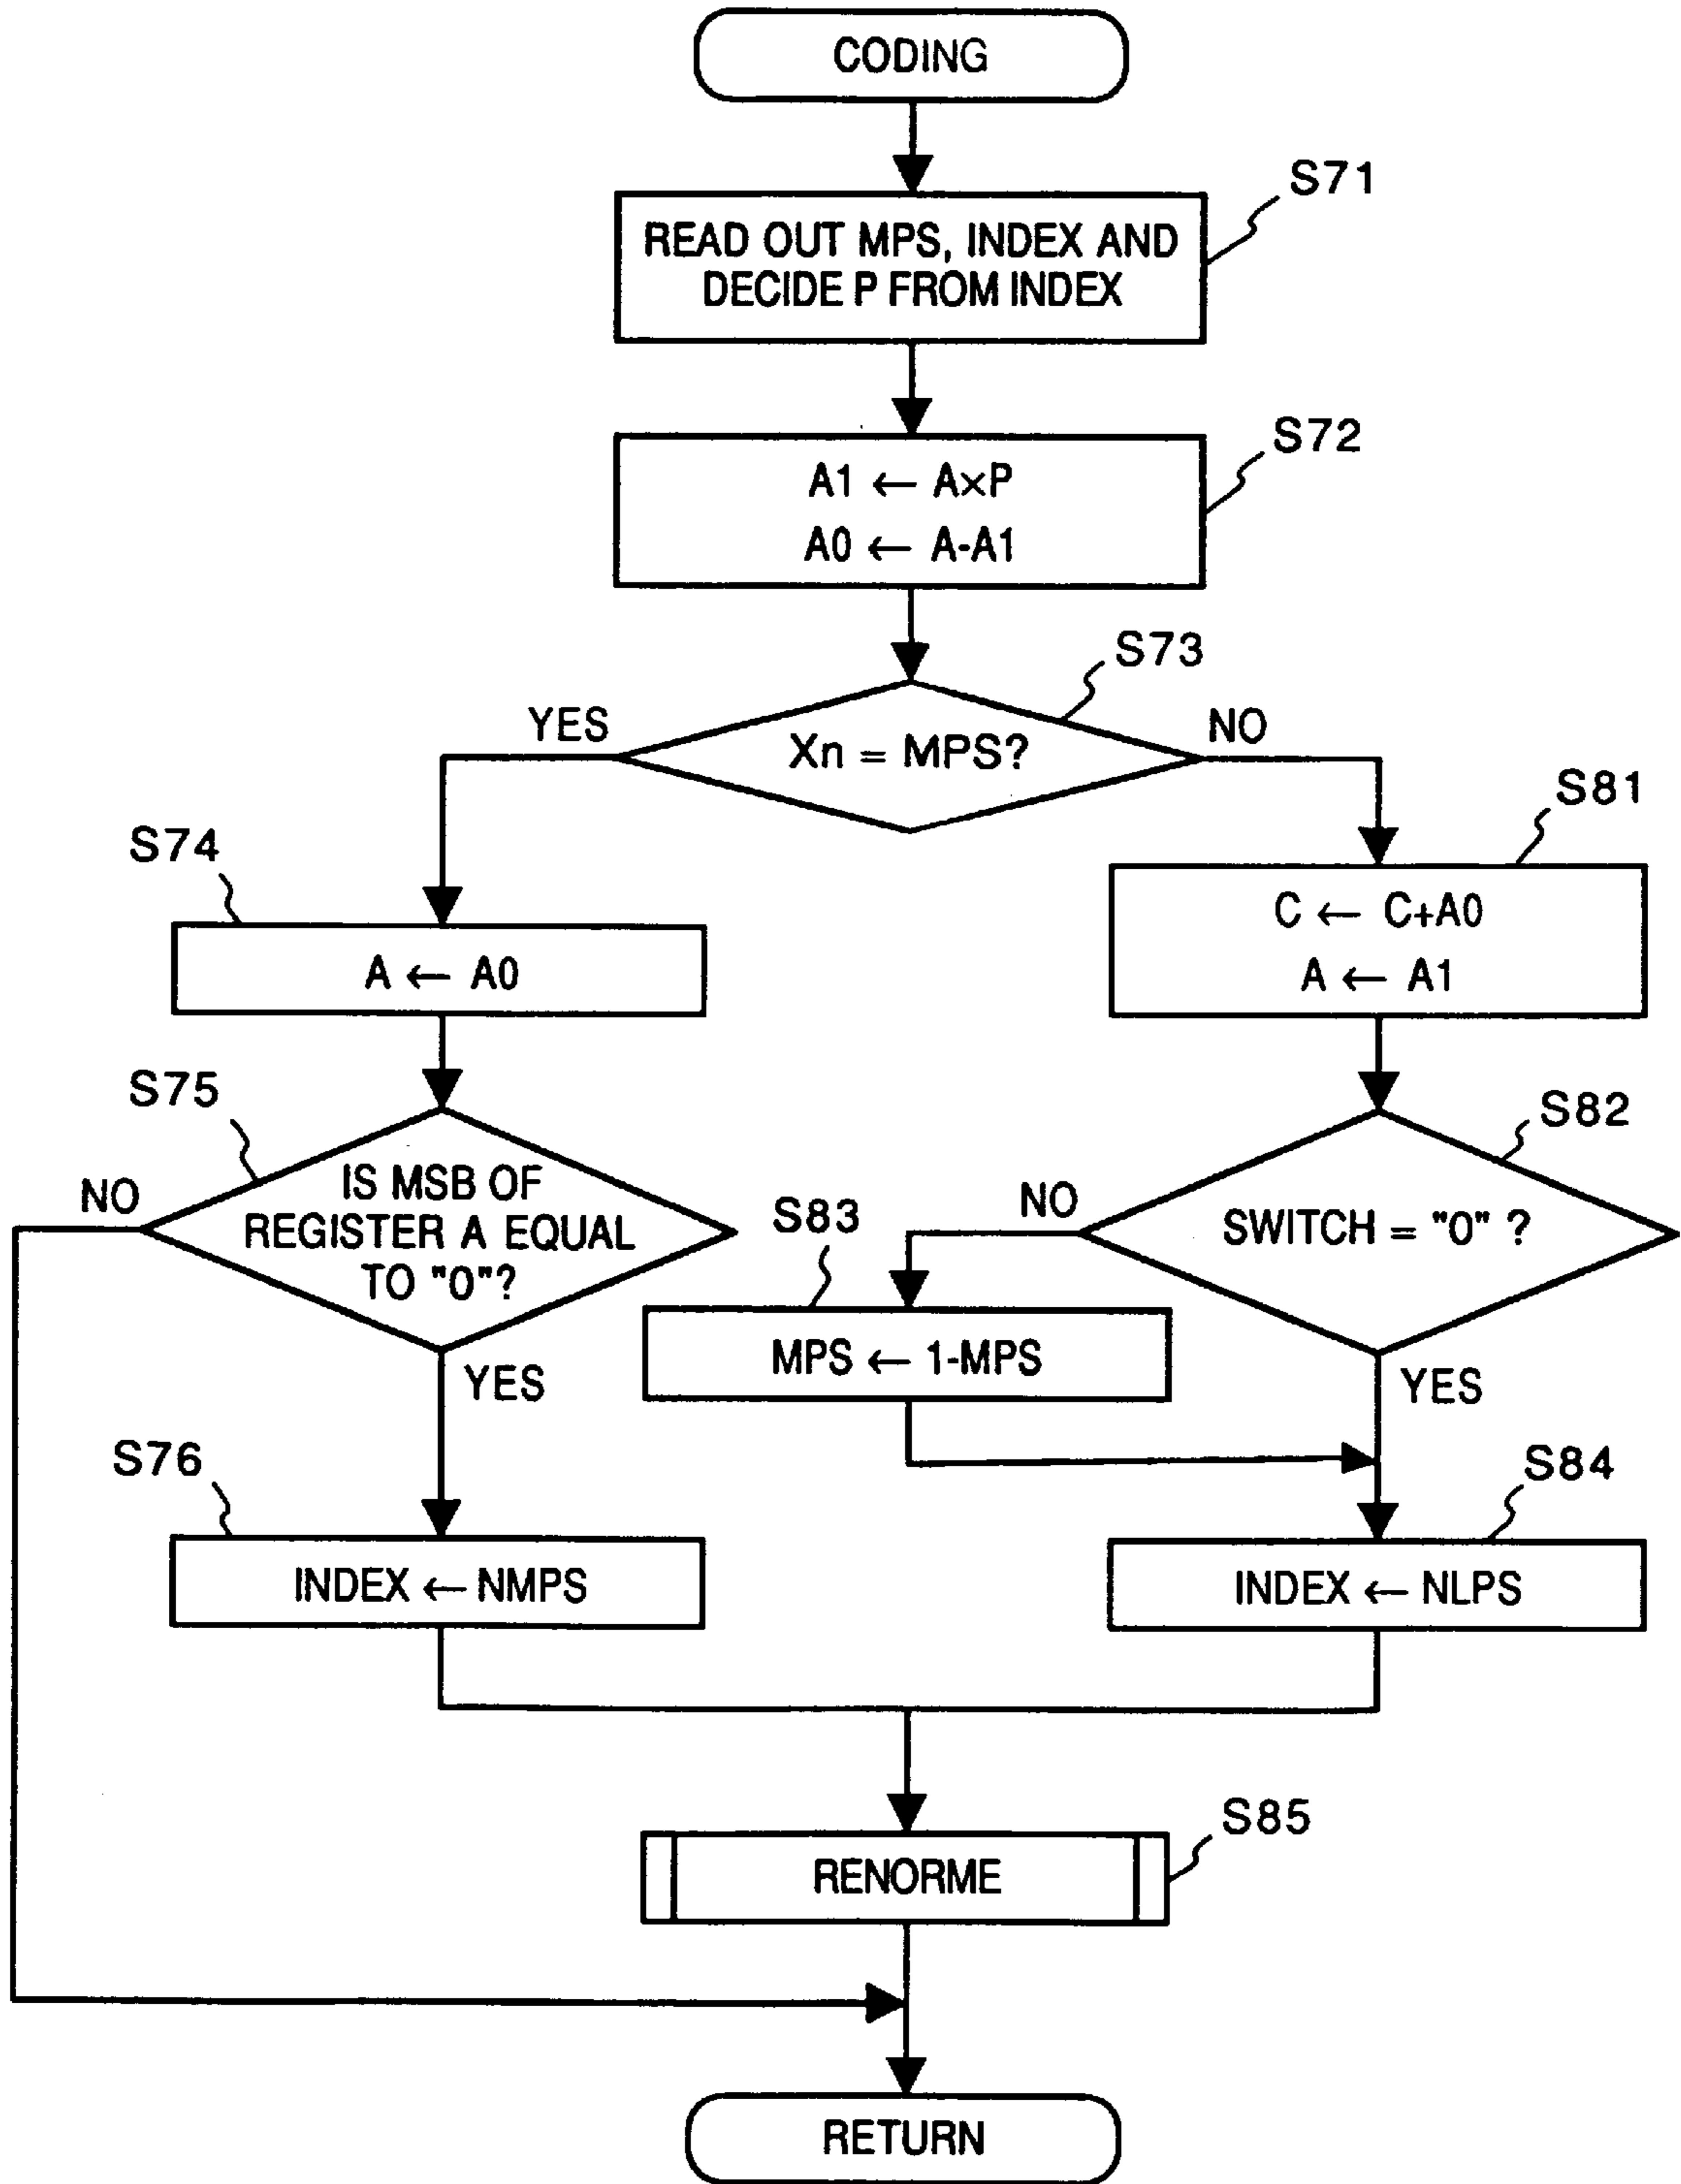 CODING
S71
READ OUT MPS, INDEX AND
DECIDE P FROM INDEX
S72
A1 ← A×P
A0 ← A-A1
S73
YES
Xn = MPS?
NO
S81
C ← C+A0
A ← A1
S74
A ← A0
S75
NO
IS MSB OF
REGISTER A EQUAL
TO "0"?
YES
S82
NO
SWITCH = "0" ?
YES
S83
MPS ← 1-MPS
S76
INDEX ← NMPS
S84
INDEX ← NLPS
S85
RENORME
RETURN